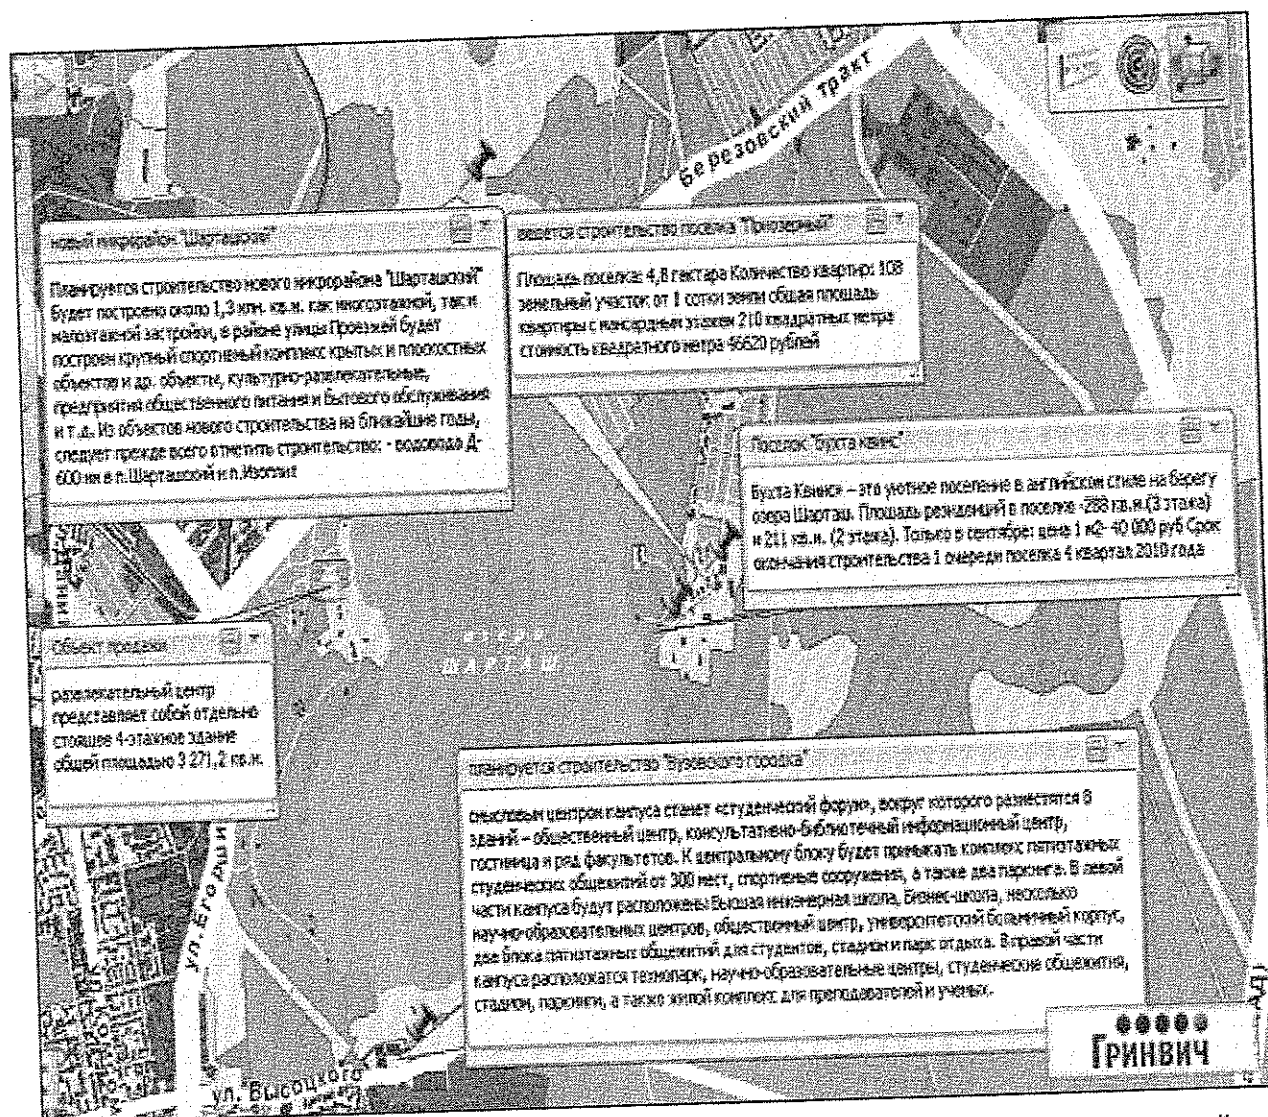 Березовский тракт
новый микрорайон "Шарташский"
Планируется строительство нового микрорайона "Шарташский"
Будет построено около 1,3 млн. кв.м. как многоэтажной, так и
малоэтажной застройки, в районе улицы Проезжей будет
построен крупный спортивный комплекс крытых и плоскостных
объектов и др. объекты, культурно-развлекательные,
предприятия общественного питания и бытового обслуживания
и т.д. Из объектов нового строительства на ближайшие годы,
следует прежде всего отметить строительство: - водовода Д-
600 мм в п.Шарташский и п.Изоплит
ведется строительство поселка "Приозерный"
Площадь поселка: 4,8 гектара Количество квартир: 108
земельный участок от 1 сотки земли общая площадь
квартиры с мансардным этажем 210 квадратных метра
стоимость квадратного метра 46620 рублей
Поселок "Бухта квинс"
Бухта Квинс» – это уютное поселение в английском стиле на берегу
озера Шарташ. Площадь резиденций в поселке -288 кв.м.(3 этажа)
и 211 кв.м. (2 этажа). Только в сентябре: цена 1 м2- 40 000 руб Срок
окончания строительства 1 очереди поселка 4 квартал 2010 года
озеро
ШАРТАШ
Объект продажи
развлекательный центр
представляет собой отдельно
стоящее 4-этажное здание
общей площадью 3 271,2 кв.м.
планируется строительство "Вузовского городка"
смысловым центром кампуса станет «студенческий форум», вокруг которого разместятся 8
зданий – общественный центр, консультативно-библиотечный информационный центр,
гостиница и ряд факультетов. К центральному блоку будет примыкать комплекс пятиэтажных
студенческих общежитий от 300 мест, спортивные сооружения, а также два паркинга. В левой
части кампуса будут расположены Высшая инженерная школа, Бизнес-школа, несколько
научно-образовательных центров, общественный центр, университетский больничный корпус,
два блока пятиэтажных общежитий для студентов, стадион и парк отдыха. В правой части
кампуса расположатся технопарк, научно-образовательные центры, студенческие общежития,
стадион, паркинги, а также жилой комплекс для преподавателей и ученых.
ул. Высоцкого
ГРИНВИЧ